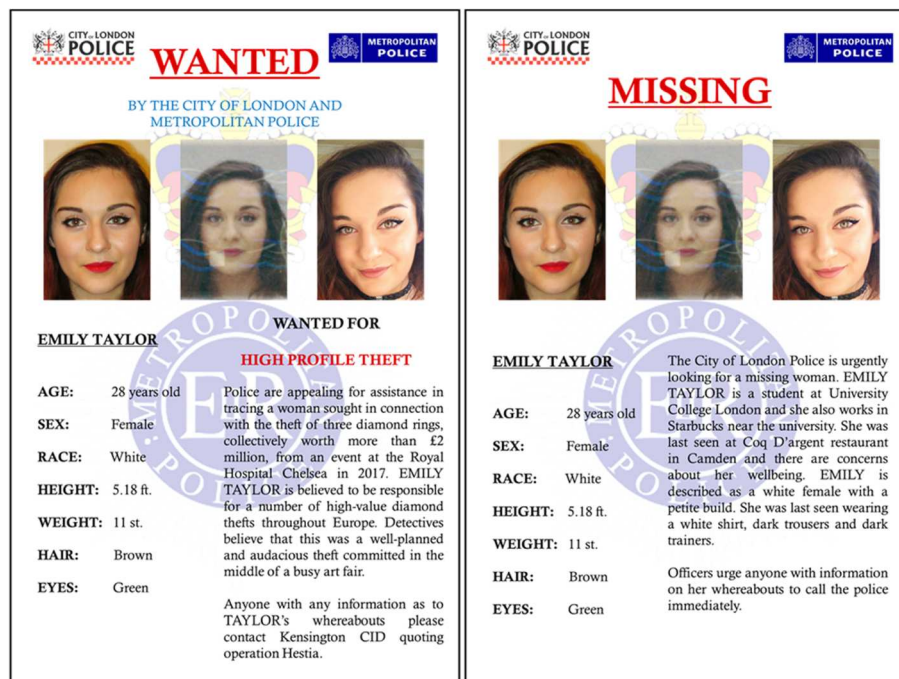 CITY OF LONDON
POLICE
METROPOLITAN
POLICE
WANTED
BY THE CITY OF LONDON AND
METROPOLITAN POLICE
EMILY TAYLOR
AGE: 28 years old
SEX: Female
RACE: White
HEIGHT: 5.18 ft.
WEIGHT: 11 st.
HAIR: Brown
EYES: Green
WANTED FOR
HIGH PROFILE THEFT
Police are appealing for assistance in
tracing a woman sought in connection
with the theft of three diamond rings,
collectively worth more than £2
million, from an event at the Royal
Hospital Chelsea in 2017. EMILY
TAYLOR is believed to be responsible
for a number of high-value diamond
thefts throughout Europe. Detectives
believe that this was a well-planned
and audacious theft committed in the
middle of a busy art fair.
Anyone with any information as to
TAYLOR's whereabouts please
contact Kensington CID quoting
operation Hestia.
METROPOLITAN
ER
POLICE
CITY OF LONDON
POLICE
METROPOLITAN
POLICE
MISSING
EMILY TAYLOR
AGE: 28 years old
SEX: Female
RACE: White
HEIGHT: 5.18 ft.
WEIGHT: 11 st.
HAIR: Brown
EYES: Green
The City of London Police is urgently
looking for a missing woman. EMILY
TAYLOR is a student at University
College London and she also works in
Starbucks near the university. She was
last seen at Coq D'argent restaurant
in Camden and there are concerns
about her wellbeing. EMILY is
described as a white female with a
petite build. She was last seen wearing
a white shirt, dark trousers and dark
trainers.
Officers urge anyone with information
on her whereabouts to call the police
immediately.
METROPOLITAN
ER
POLICE